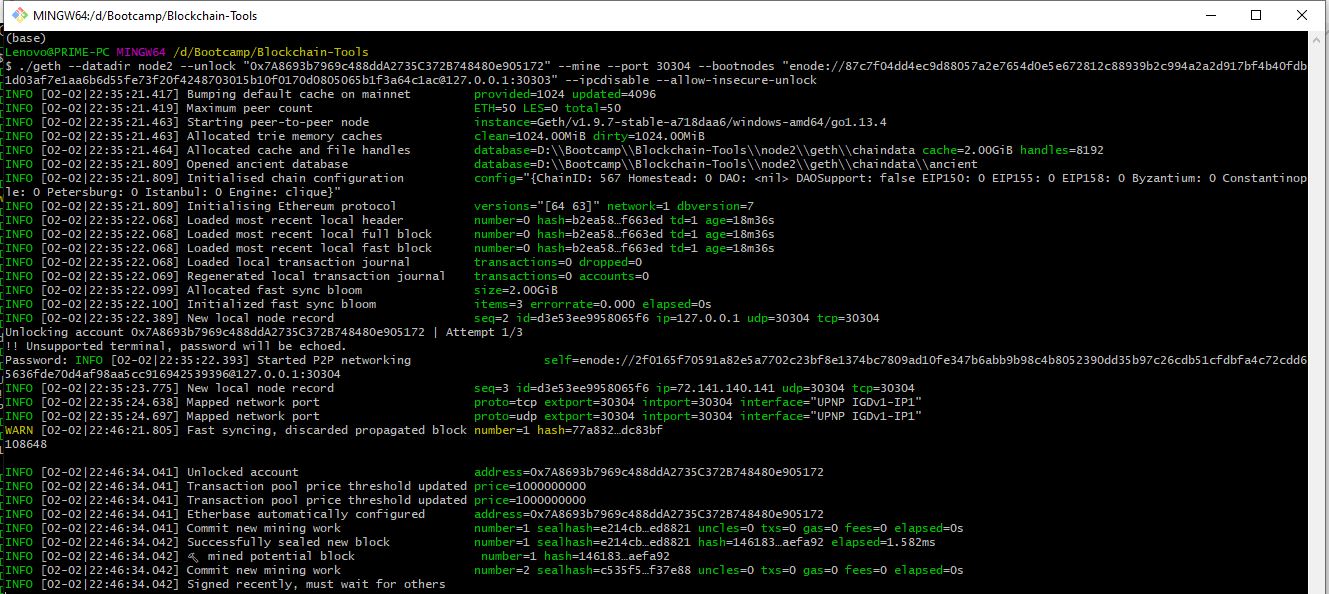 MINGW64:/d/Bootcamp/Blockchain-Tools
(base)
Lenovo@PRIME-PC MINGW64 /d/Bootcamp/Blockchain-Tools
$ ./geth --datadir node2 --unlock "0x7A8693b7969c488ddA2735C372B748480e905172" --mine --port 30304 --bootnodes "enode://87c7f04dd4ec9d88057a2e7654d0e5e672812c88939b2c994a2a2d917bf4b40fdb
1d03af7e1aa6b6d55fe73f20f4248703015b10f0170d0805065b1f3a64c1ac@127.0.0.1:30303" --ipcdisable --allow-insecure-unlock
INFO [02-02|22:35:21.417] Bumping default cache on mainnet provided=1024 updated=4096
INFO [02-02|22:35:21.419] Maximum peer count ETH=50 LES=0 total=50
INFO [02-02|22:35:21.463] Starting peer-to-peer node instance=Geth/v1.9.7-stable-a718daa6/windows-amd64/go1.13.4
INFO [02-02|22:35:21.463] Allocated trie memory caches clean=1024.00MiB dirty=1024.00MiB
INFO [02-02|22:35:21.464] Allocated cache and file handles database=D:\\Bootcamp\\Blockchain-Tools\\node2\\geth\\chaindata cache=2.00GiB handles=8192
INFO [02-02|22:35:21.809] Opened ancient database database=D:\\Bootcamp\\Blockchain-Tools\\node2\\geth\\chaindata\\ancient
INFO [02-02|22:35:21.809] Initialised chain configuration config="{ChainID: 567 Homestead: 0 DAO: <nil> DAOSupport: false EIP150: 0 EIP155: 0 EIP158: 0 Byzantium: 0 Constantinop
le: 0 Petersburg: 0 Istanbul: 0 Engine: clique}"
INFO [02-02|22:35:21.809] Initialising Ethereum protocol versions="[64 63]" network=1 dbversion=7
INFO [02-02|22:35:22.068] Loaded most recent local header number=0 hash=b2ea58…f663ed td=1 age=18m36s
INFO [02-02|22:35:22.068] Loaded most recent local full block number=0 hash=b2ea58…f663ed td=1 age=18m36s
INFO [02-02|22:35:22.068] Loaded most recent local fast block number=0 hash=b2ea58…f663ed td=1 age=18m36s
INFO [02-02|22:35:22.068] Loaded local transaction journal transactions=0 dropped=0
INFO [02-02|22:35:22.069] Regenerated local transaction journal transactions=0 accounts=0
INFO [02-02|22:35:22.099] Allocated fast sync bloom size=2.00GiB
INFO [02-02|22:35:22.100] Initialized fast sync bloom items=3 errorrate=0.000 elapsed=0s
INFO [02-02|22:35:22.389] New local node record seq=2 id=d3e53ee9958065f6 ip=127.0.0.1 udp=30304 tcp=30304
Unlocking account 0x7A8693b7969c488ddA2735C372B748480e905172 | Attempt 1/3
!! Unsupported terminal, password will be echoed.
Password: INFO [02-02|22:35:22.393] Started P2P networking self=enode://2f0165f70591a82e5a7702c23bf8e1374bc7809ad10fe347b6abb9b98c4b8052390dd35b97c26cdb51cfdbfa4c72cdd6
5636fde70d4af98aa5cc916942539396@127.0.0.1:30304
INFO [02-02|22:35:23.775] New local node record seq=3 id=d3e53ee9958065f6 ip=72.141.140.141 udp=30304 tcp=30304
INFO [02-02|22:35:24.638] Mapped network port proto=tcp extport=30304 intport=30304 interface="UPNP IGDv1-IP1"
INFO [02-02|22:35:24.697] Mapped network port proto=udp extport=30304 intport=30304 interface="UPNP IGDv1-IP1"
WARN [02-02|22:46:21.805] Fast syncing, discarded propagated block number=1 hash=77a832…dc83bf
108648
INFO [02-02|22:46:34.041] Unlocked account address=0x7A8693b7969c488ddA2735C372B748480e905172
INFO [02-02|22:46:34.041] Transaction pool price threshold updated price=1000000000
INFO [02-02|22:46:34.041] Transaction pool price threshold updated price=1000000000
INFO [02-02|22:46:34.041] Etherbase automatically configured address=0x7A8693b7969c488ddA2735C372B748480e905172
INFO [02-02|22:46:34.041] Commit new mining work number=1 sealhash=e214cb…ed8821 uncles=0 txs=0 gas=0 fees=0 elapsed=0s
INFO [02-02|22:46:34.042] Successfully sealed new block number=1 sealhash=e214cb…ed8821 hash=146183…aefa92 elapsed=1.582ms
INFO [02-02|22:46:34.042] 🔨 mined potential block number=1 hash=146183…aefa92
INFO [02-02|22:46:34.042] Commit new mining work number=2 sealhash=c535f5…f37e88 uncles=0 txs=0 gas=0 fees=0 elapsed=0s
INFO [02-02|22:46:34.042] Signed recently, must wait for others